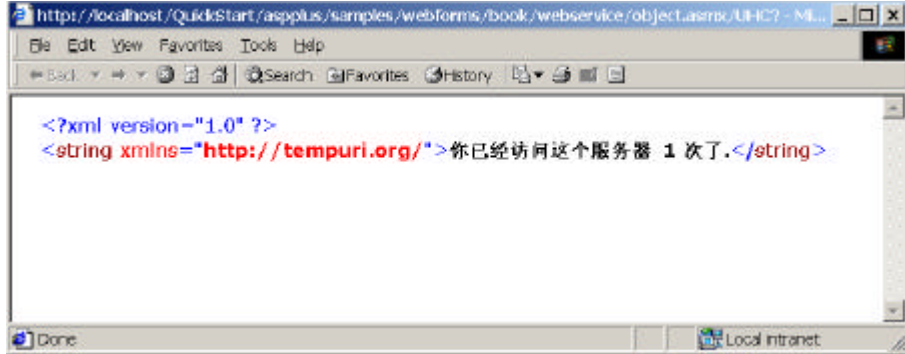 http://localhost/QuickStart/aspplus/samples/webforms/book/webservice/object.asmx/UHC? - Mi...
File Edit View Favorites Tools Help
Back Search Favorites History
<?xml version="1.0" ?>
<string xmlns="http://tempuri.org/">你已经访问这个服务器 1 次了.</string>
Done Local intranet